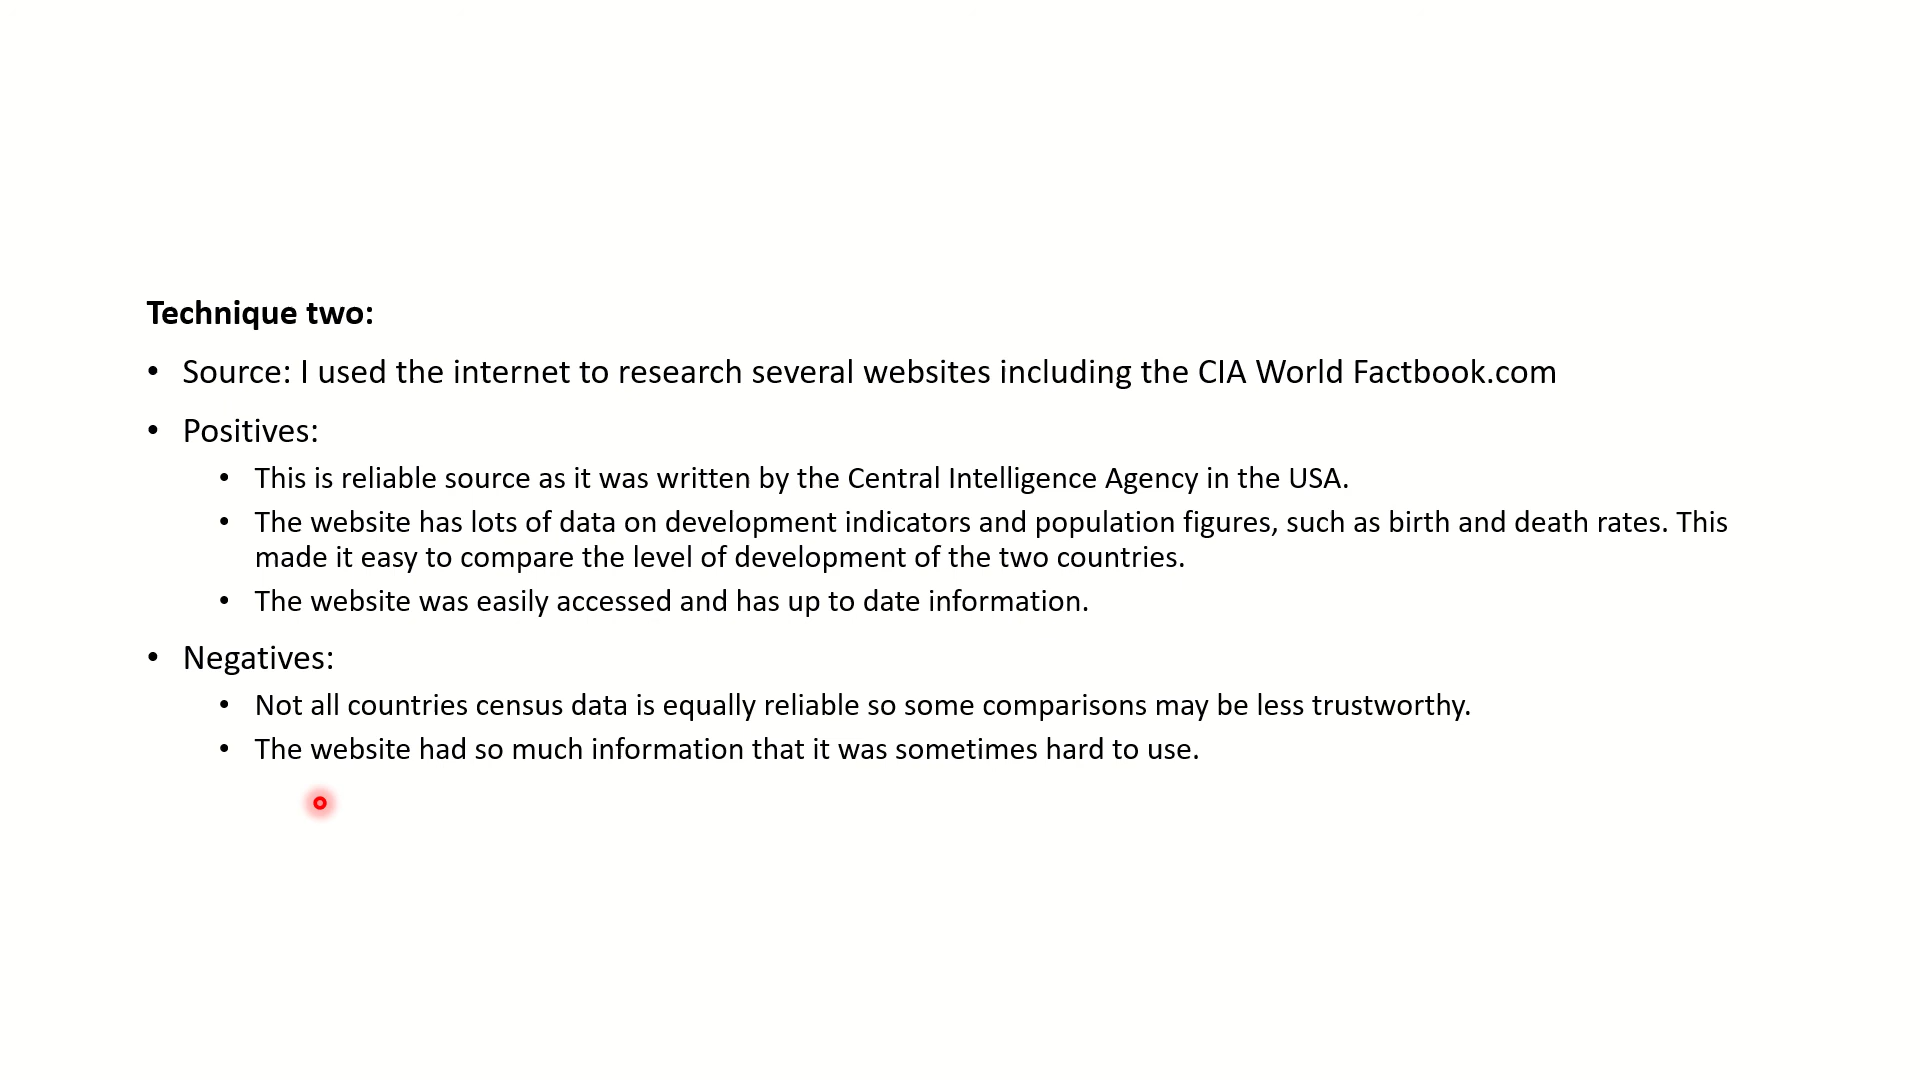 Technique two:
• Source: I used the internet to research several websites including the CIA World Factbook.com
• Positives:
• This is reliable source as it was written by the Central Intelligence Agency in the USA.
• The website has lots of data on development indicators and population figures, such as birth and death rates. This
made it easy to compare the level of development of the two countries.
• The website was easily accessed and has up to date information.
• Negatives:
• Not all countries census data is equally reliable so some comparisons may be less trustworthy.
• The website had so much information that it was sometimes hard to use.